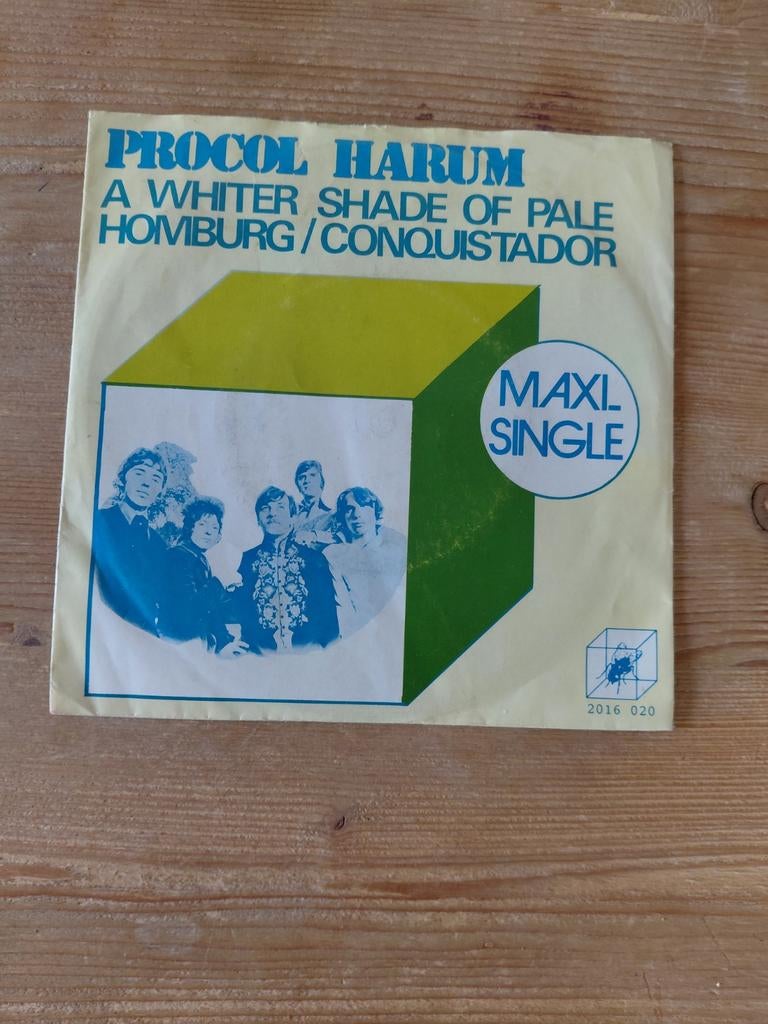 PROCOL HARUM
A WHITER SHADE OF PALE
HOMBURG/CONQUISTADOR
MAXI-
SINGLE
2016 020